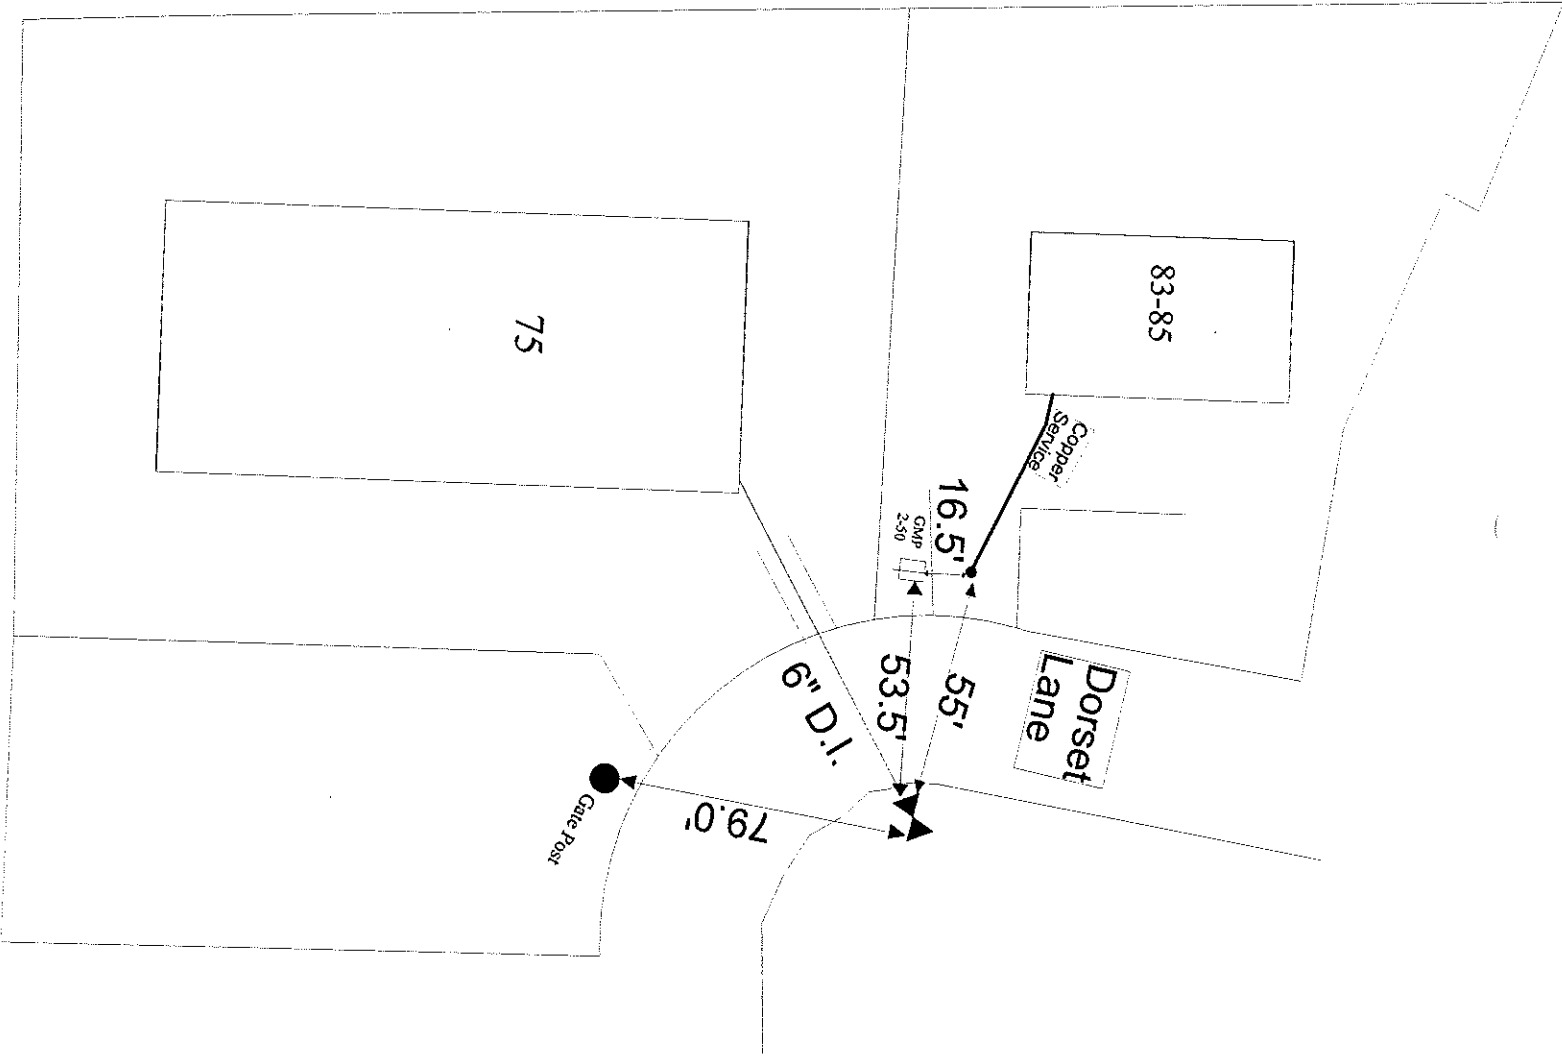 75
83-85
Copper
Service
16.5'
GMP
2-50
53.5'
55'
Dorset
Lane
6" D.I.
79.0'
Gate Post